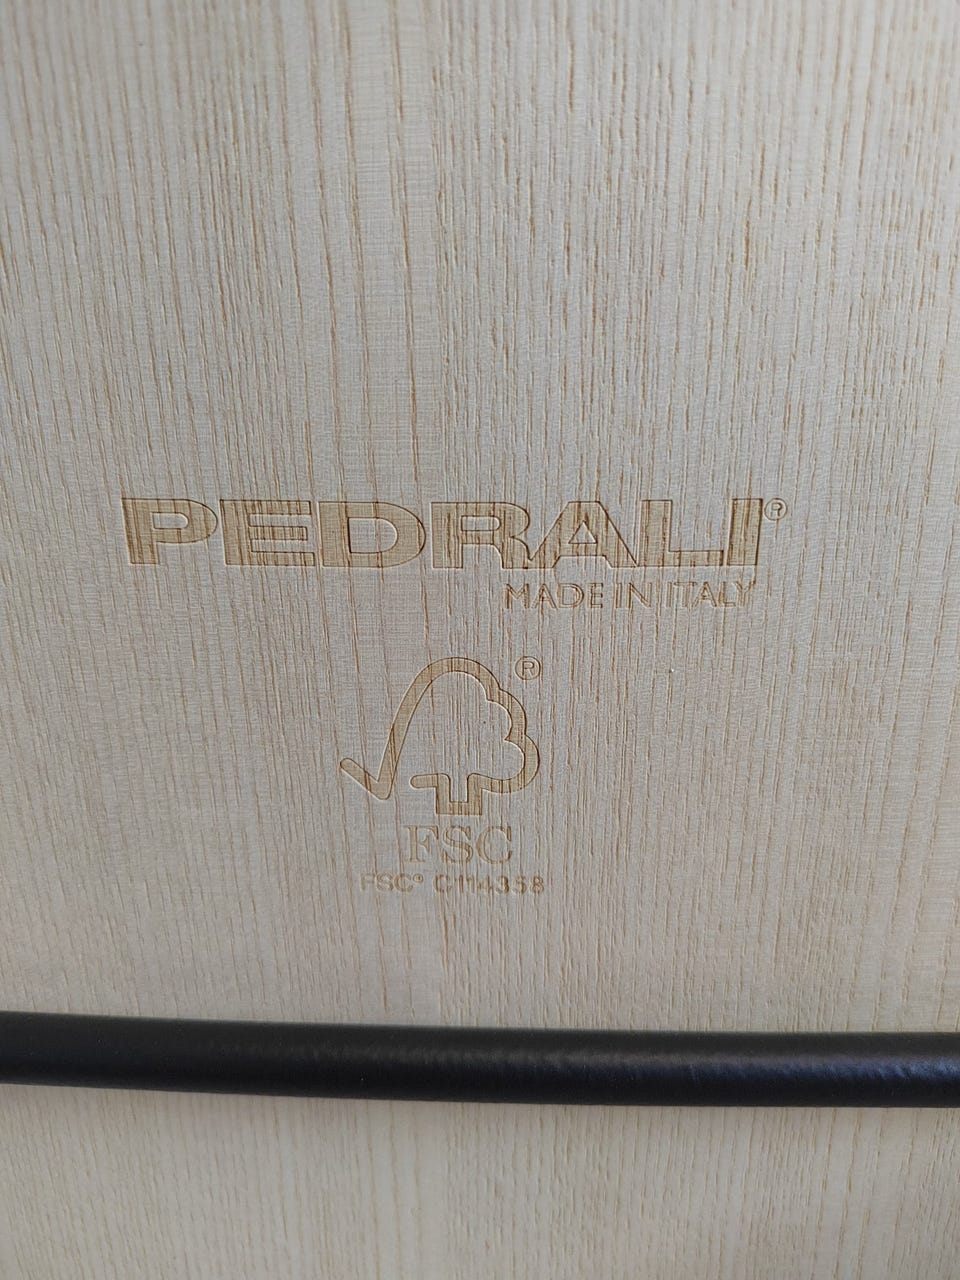 PEDRALI®
MADE IN ITALY
®
FSC
FSC® C114358